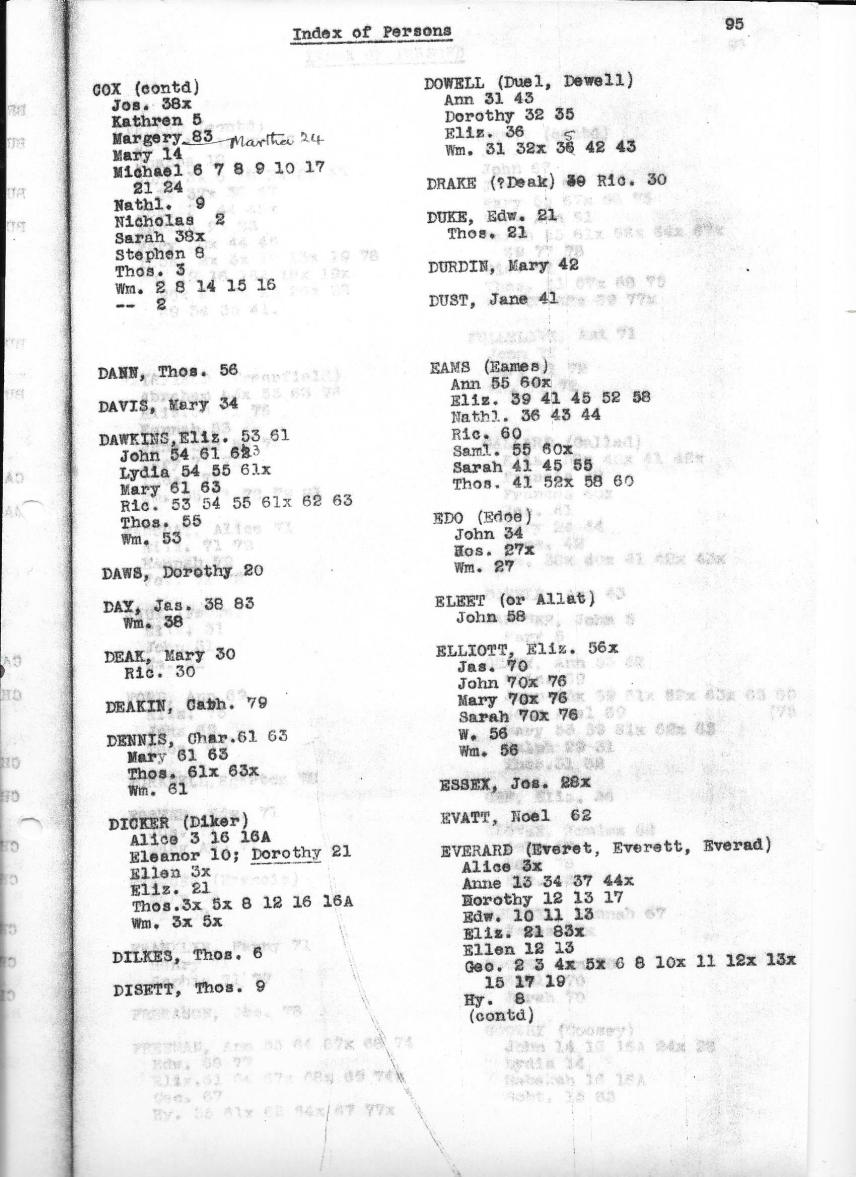 Index of Persons
95
COX (contd)
Jos. 38x
Kathren 5
Margery 83 Martha 24
Mary 14
Michael 6 7 8 9 10 17
21 24
Nathl. 9
Nicholas 2
Sarah 38x
Stephen 8
Thos. 3
Wm. 2 8 14 15 16
-- 2
DANN, Thos. 56
DAVIS, Mary 34
DAWKINS,Eliz. 53 61
John 54 61 63
Lydia 54 55 61x
Mary 61 63
Ric. 53 54 55 61x 62 63
Thos. 55
Wm. 53
DAWS, Dorothy 20
DAY, Jas. 38 83
Wm. 38
DEAK, Mary 30
Ric. 30
DEAKIN, Cath. 79
DENNIS, Char.61 63
Mary 61 63
Thos. 61x 63x
Wm. 61
DICKER (Diker)
Alice 3 16 16A
Eleanor 10; Dorothy 21
Ellen 3x
Eliz. 21
Thos.3x 5x 8 12 16 16A
Wm. 3x 5x
DILKES, Thos. 6
DISETT, Thos. 9
DOWELL (Duel, Dewell)
Ann 31 43
Dorothy 32 35
Eliz. 36
Wm. 31 32x 35 42 43
DRAKE (?Deak) Ric. 30
DUKE, Edw. 21
Thos. 21
DURDIN, Mary 42
DUST, Jane 41
EAMS (Eames)
Ann 55 60x
Eliz. 39 41 45 52 58
Nathl. 36 43 44
Ric. 60
Saml. 55 60x
Sarah 41 45 55
Thos. 41 52x 58 60
EDO (Edoe)
John 34
Hos. 27x
Wm. 27
ELEET (or Allat)
John 58
ELLIOTT, Eliz. 56x
Jas. 70
John 70x 76
Mary 70x 76
Sarah 70x 76
W. 56
Wm. 56
ESSEX, Jos. 28x
EVATT, Noel 62
EVERARD (Everet, Everett, Everad)
Alice 3x
Anne 13 34 37 44x
Dorothy 12 13 17
Edw. 10 11 13
Eliz. 21 83x
Ellen 12 13
Geo. 2 3 4x 5x 6 8 10x 11 12x 13x
15 17 19
Hy. 8
(contd)